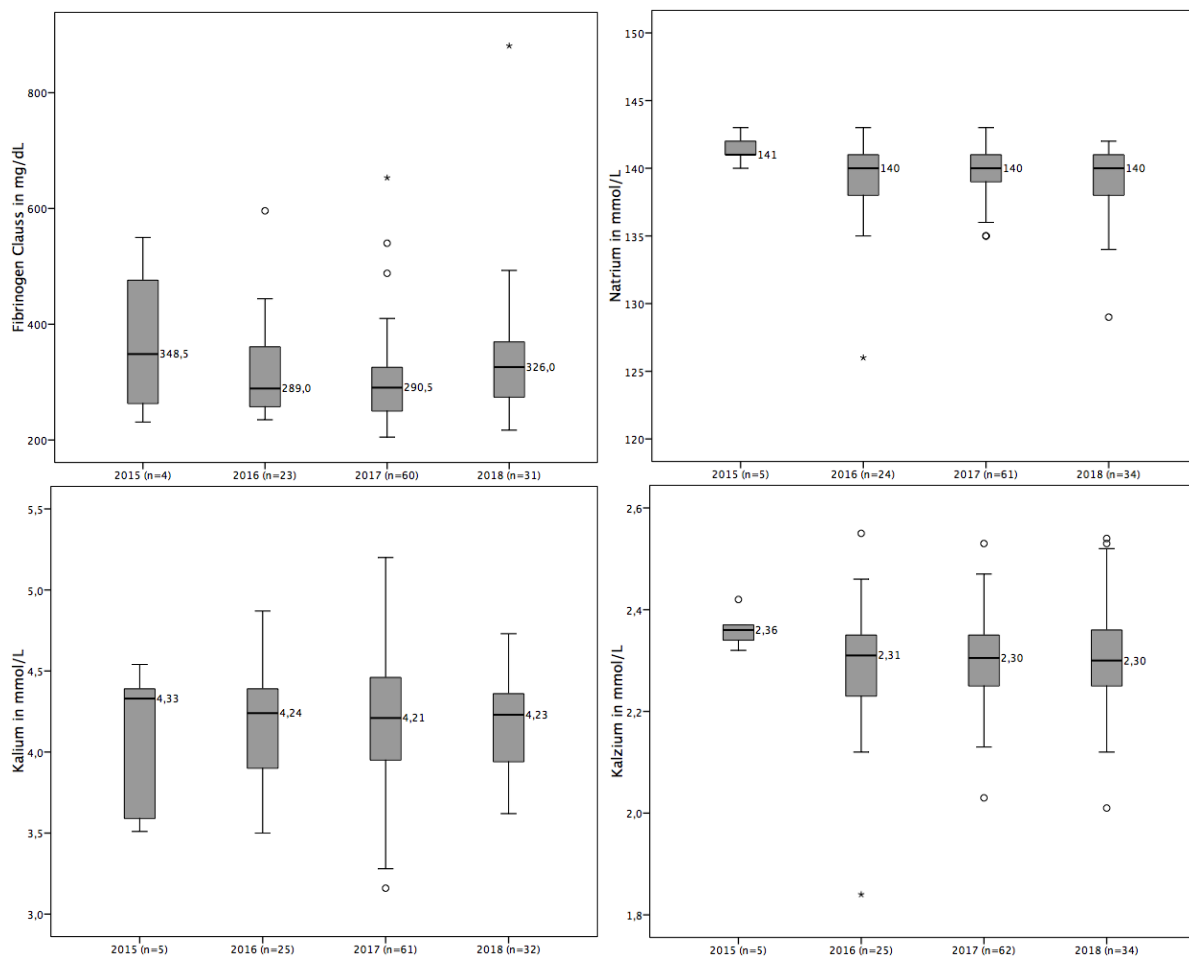 Fibrinogen Clauss in mg/dL
800
600
400
200
348,5
289,0
290,5
326,0
2015 (n=4)
2016 (n=23)
2017 (n=60)
2018 (n=31)
Natrium in mmol/L
150
145
140
135
130
125
120
141
140
140
140
2015 (n=5)
2016 (n=24)
2017 (n=61)
2018 (n=34)
Kalium in mmol/L
5,5
5,0
4,5
4,0
3,5
3,0
4,33
4,24
4,21
4,23
2015 (n=5)
2016 (n=25)
2017 (n=61)
2018 (n=32)
Kalzium in mmol/L
2,6
2,4
2,2
2,0
1,8
2,36
2,31
2,30
2,30
2015 (n=5)
2016 (n=25)
2017 (n=62)
2018 (n=34)